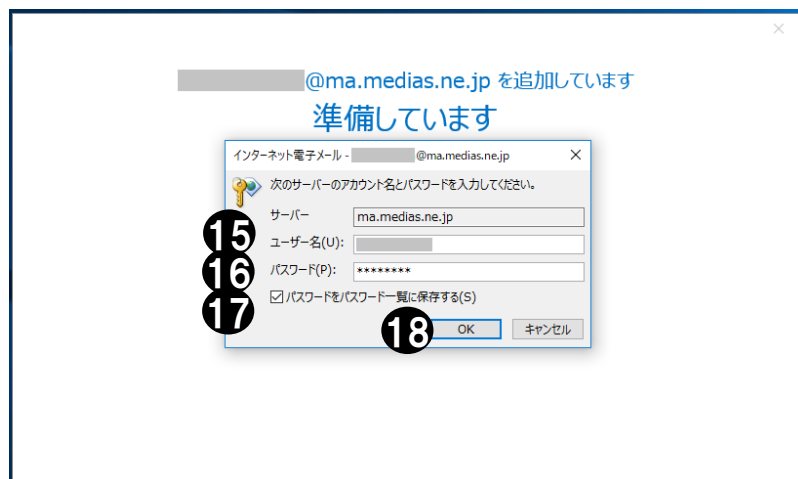 @ma.medias.ne.jp を追加しています
準備しています
インターネット電子メール - @ma.medias.ne.jp
次のサーバーのアカウント名とパスワードを入力してください。
サーバー ma.medias.ne.jp
15 ユーザー名(U):
16 パスワード(P): ********
17 パスワードをパスワード一覧に保存する(S)
18 OK キャンセル